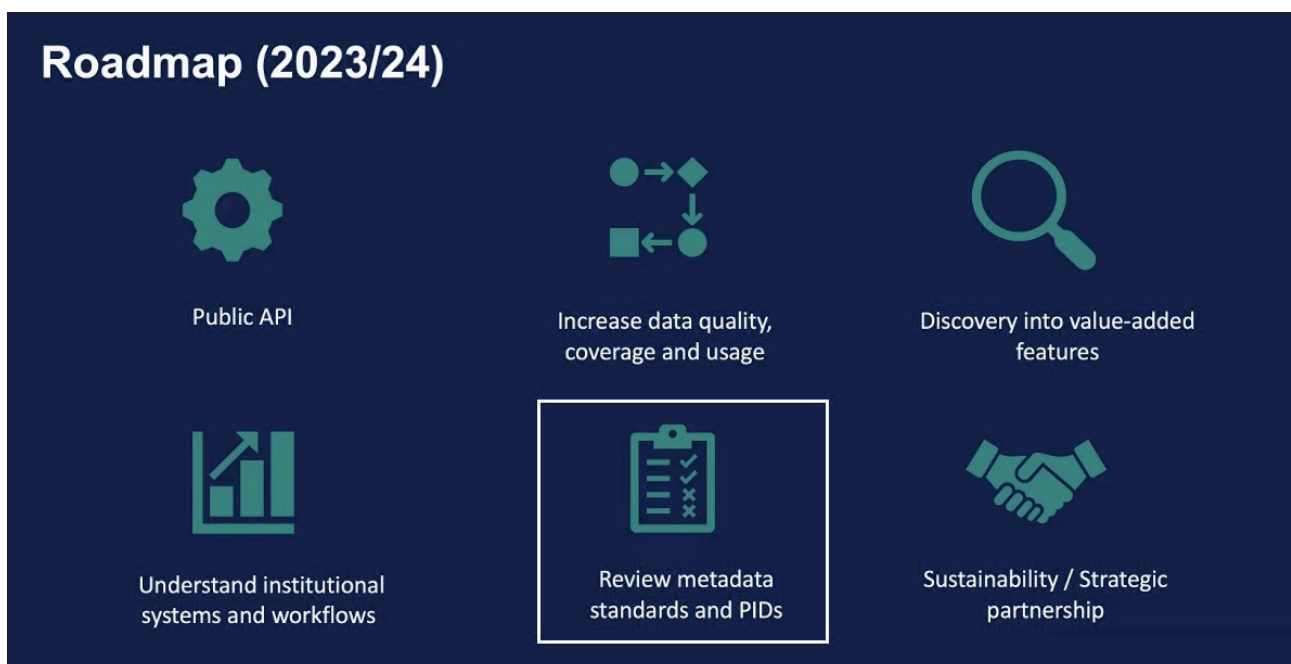 Roadmap (2023/24)
Public API
Increase data quality,
coverage and usage
Discovery into value-added
features
Understand institutional
systems and workflows
Review metadata
standards and PIDs
Sustainability / Strategic
partnership